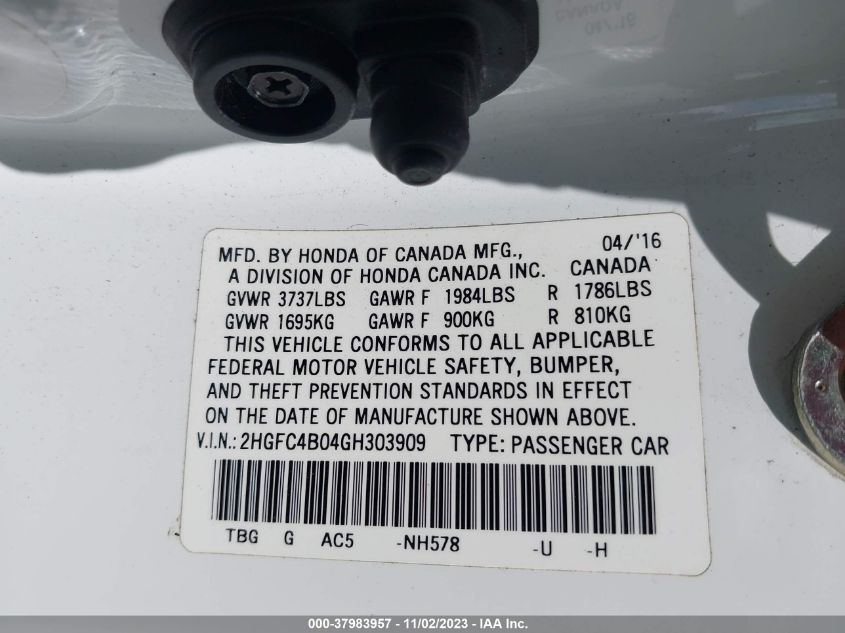 CANADA
04/'16
MFD. BY HONDA OF CANADA MFG., 04/'16
A DIVISION OF HONDA CANADA INC. CANADA
GVWR 3737LBS GAWR F 1984LBS R 1786LBS
GVWR 1695KG GAWR F 900KG R 810KG
THIS VEHICLE CONFORMS TO ALL APPLICABLE
FEDERAL MOTOR VEHICLE SAFETY, BUMPER,
AND THEFT PREVENTION STANDARDS IN EFFECT
ON THE DATE OF MANUFACTURE SHOWN ABOVE.
V.I.N.: 2HGFC4B04GH303909 TYPE: PASSENGER CAR
TBG G AC5 -NH578 -U -H
000-37983957 - 11/02/2023 - IAA Inc.